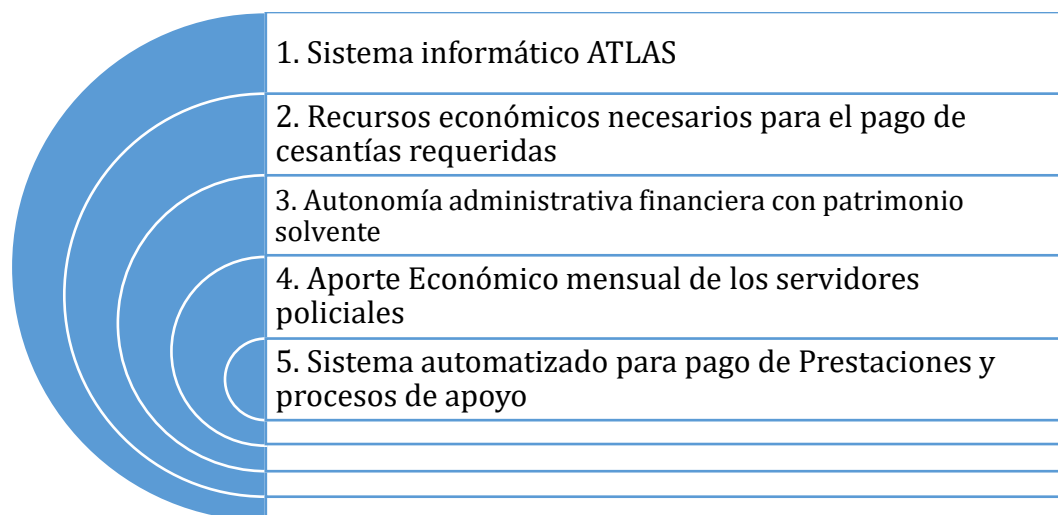 1. Sistema informático ATLAS
2. Recursos económicos necesarios para el pago de
cesantías requeridas
3. Autonomía administrativa financiera con patrimonio
solvente
4. Aporte Económico mensual de los servidores
policiales
5. Sistema automatizado para pago de Prestaciones y
procesos de apoyo